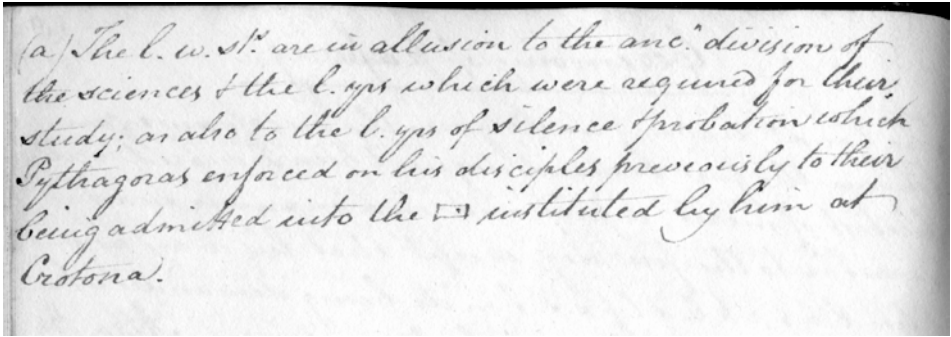 (a) The l. w. sts. are in allusion to the anct. division of
the sciences & the l. yrs which were required for their
study; as also to the l. yrs of silence & probation which
Pythagoras enforced on his disciples previously to their
being admitted into the instituted by him at
Crotona.